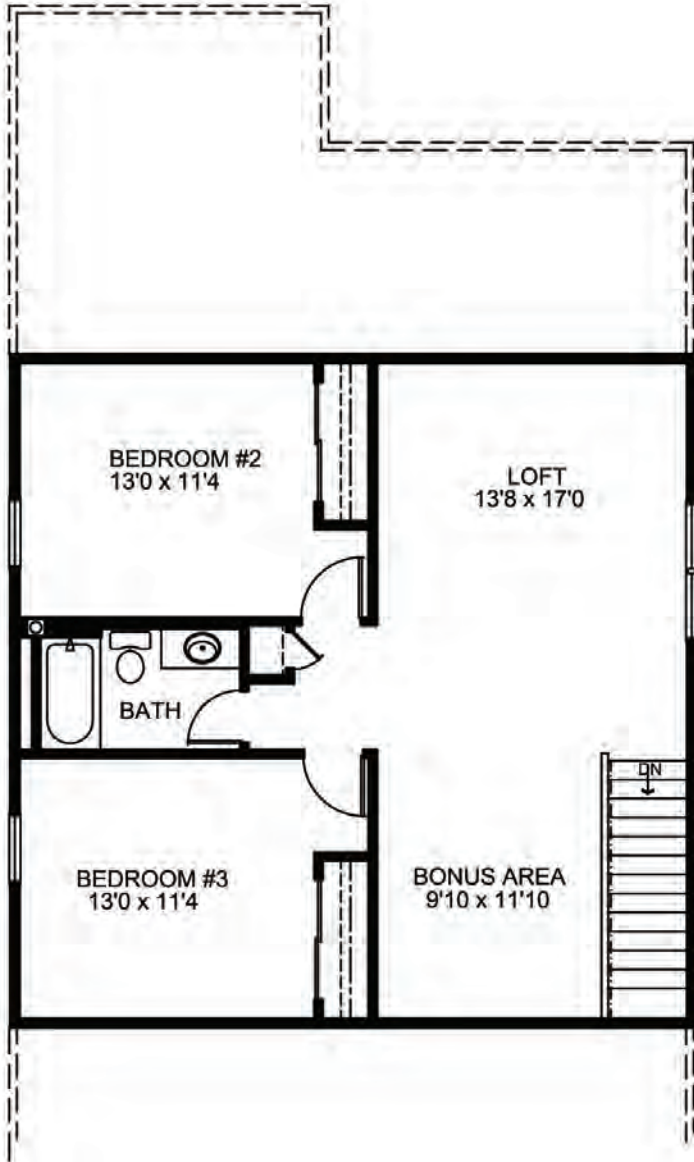 BEDROOM #2
13'0 x 11'4
LOFT
13'8 x 17'0
BATH
DN
BEDROOM #3
13'0 x 11'4
BONUS AREA
9'10 x 11'10